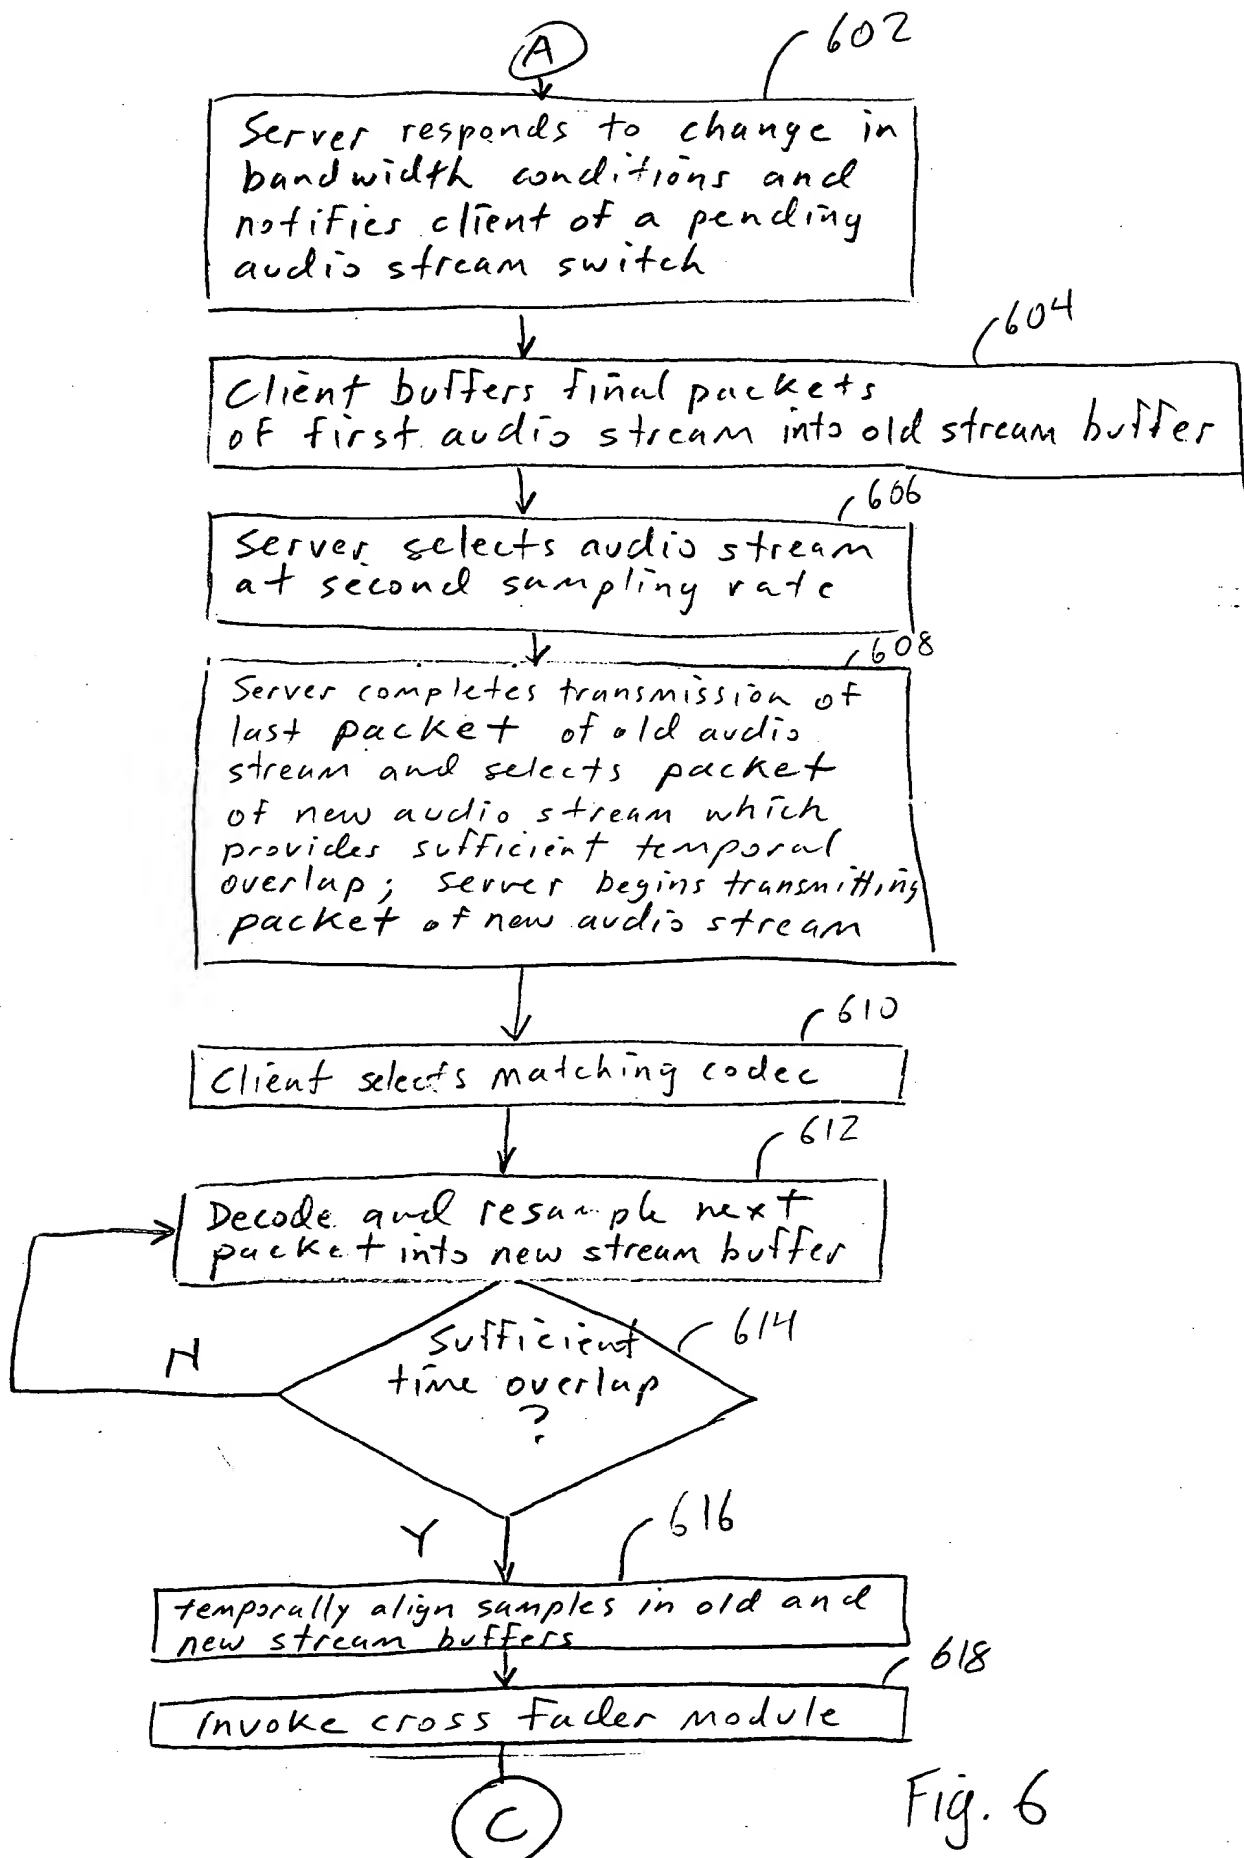 A
602
Server responds to change in
bandwidth conditions and
notifies client of a pending
audio stream switch
604
Client buffers final packets
of first audio stream into old stream buffer
606
Server selects audio stream
at second sampling rate
608
Server completes transmission of
last packet of old audio
stream and selects packet
of new audio stream which
provides sufficient temporal
overlap; server begins transmitting
packet of new audio stream
610
Client selects matching codec
612
Decode and resample next
packet into new stream buffer
614
Sufficient
time overlap
?
N
Y
616
temporally align samples in old and
new stream buffers
618
Invoke cross fader module
C
Fig. 6